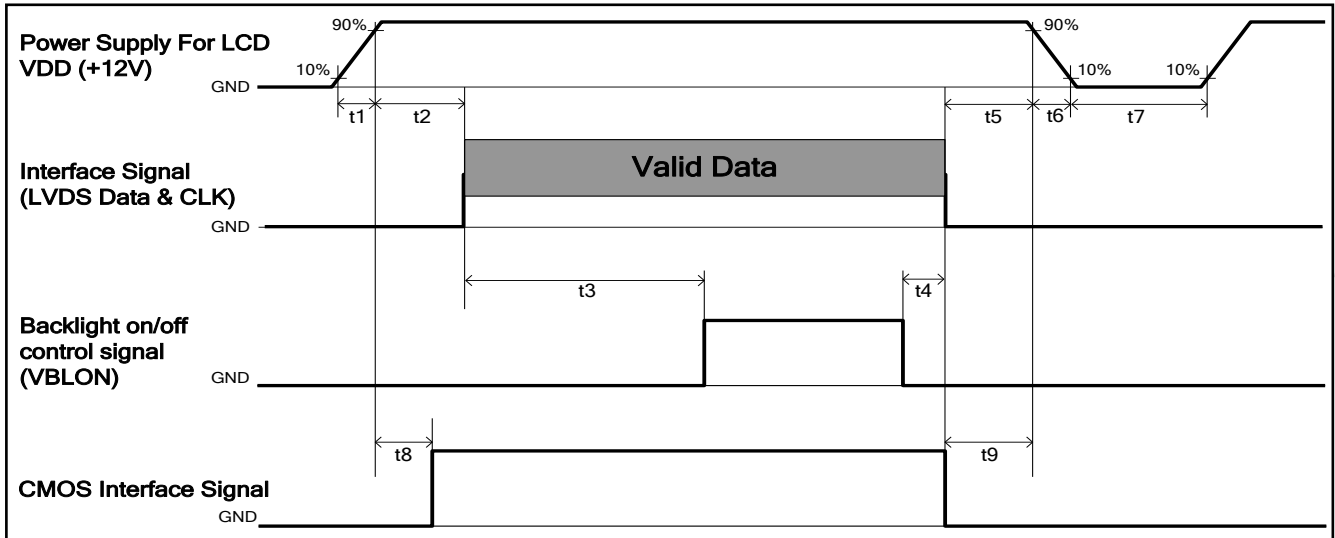 Power Supply For LCD
VDD (+12V)
GND
90%
10%
t1
t2
90%
10%
10%
t5
t6
t7
Interface Signal
(LVDS Data & CLK)
GND
Valid Data
t3
t4
Backlight on/off
control signal
(VBLON)
GND
t8
t9
CMOS Interface Signal
GND